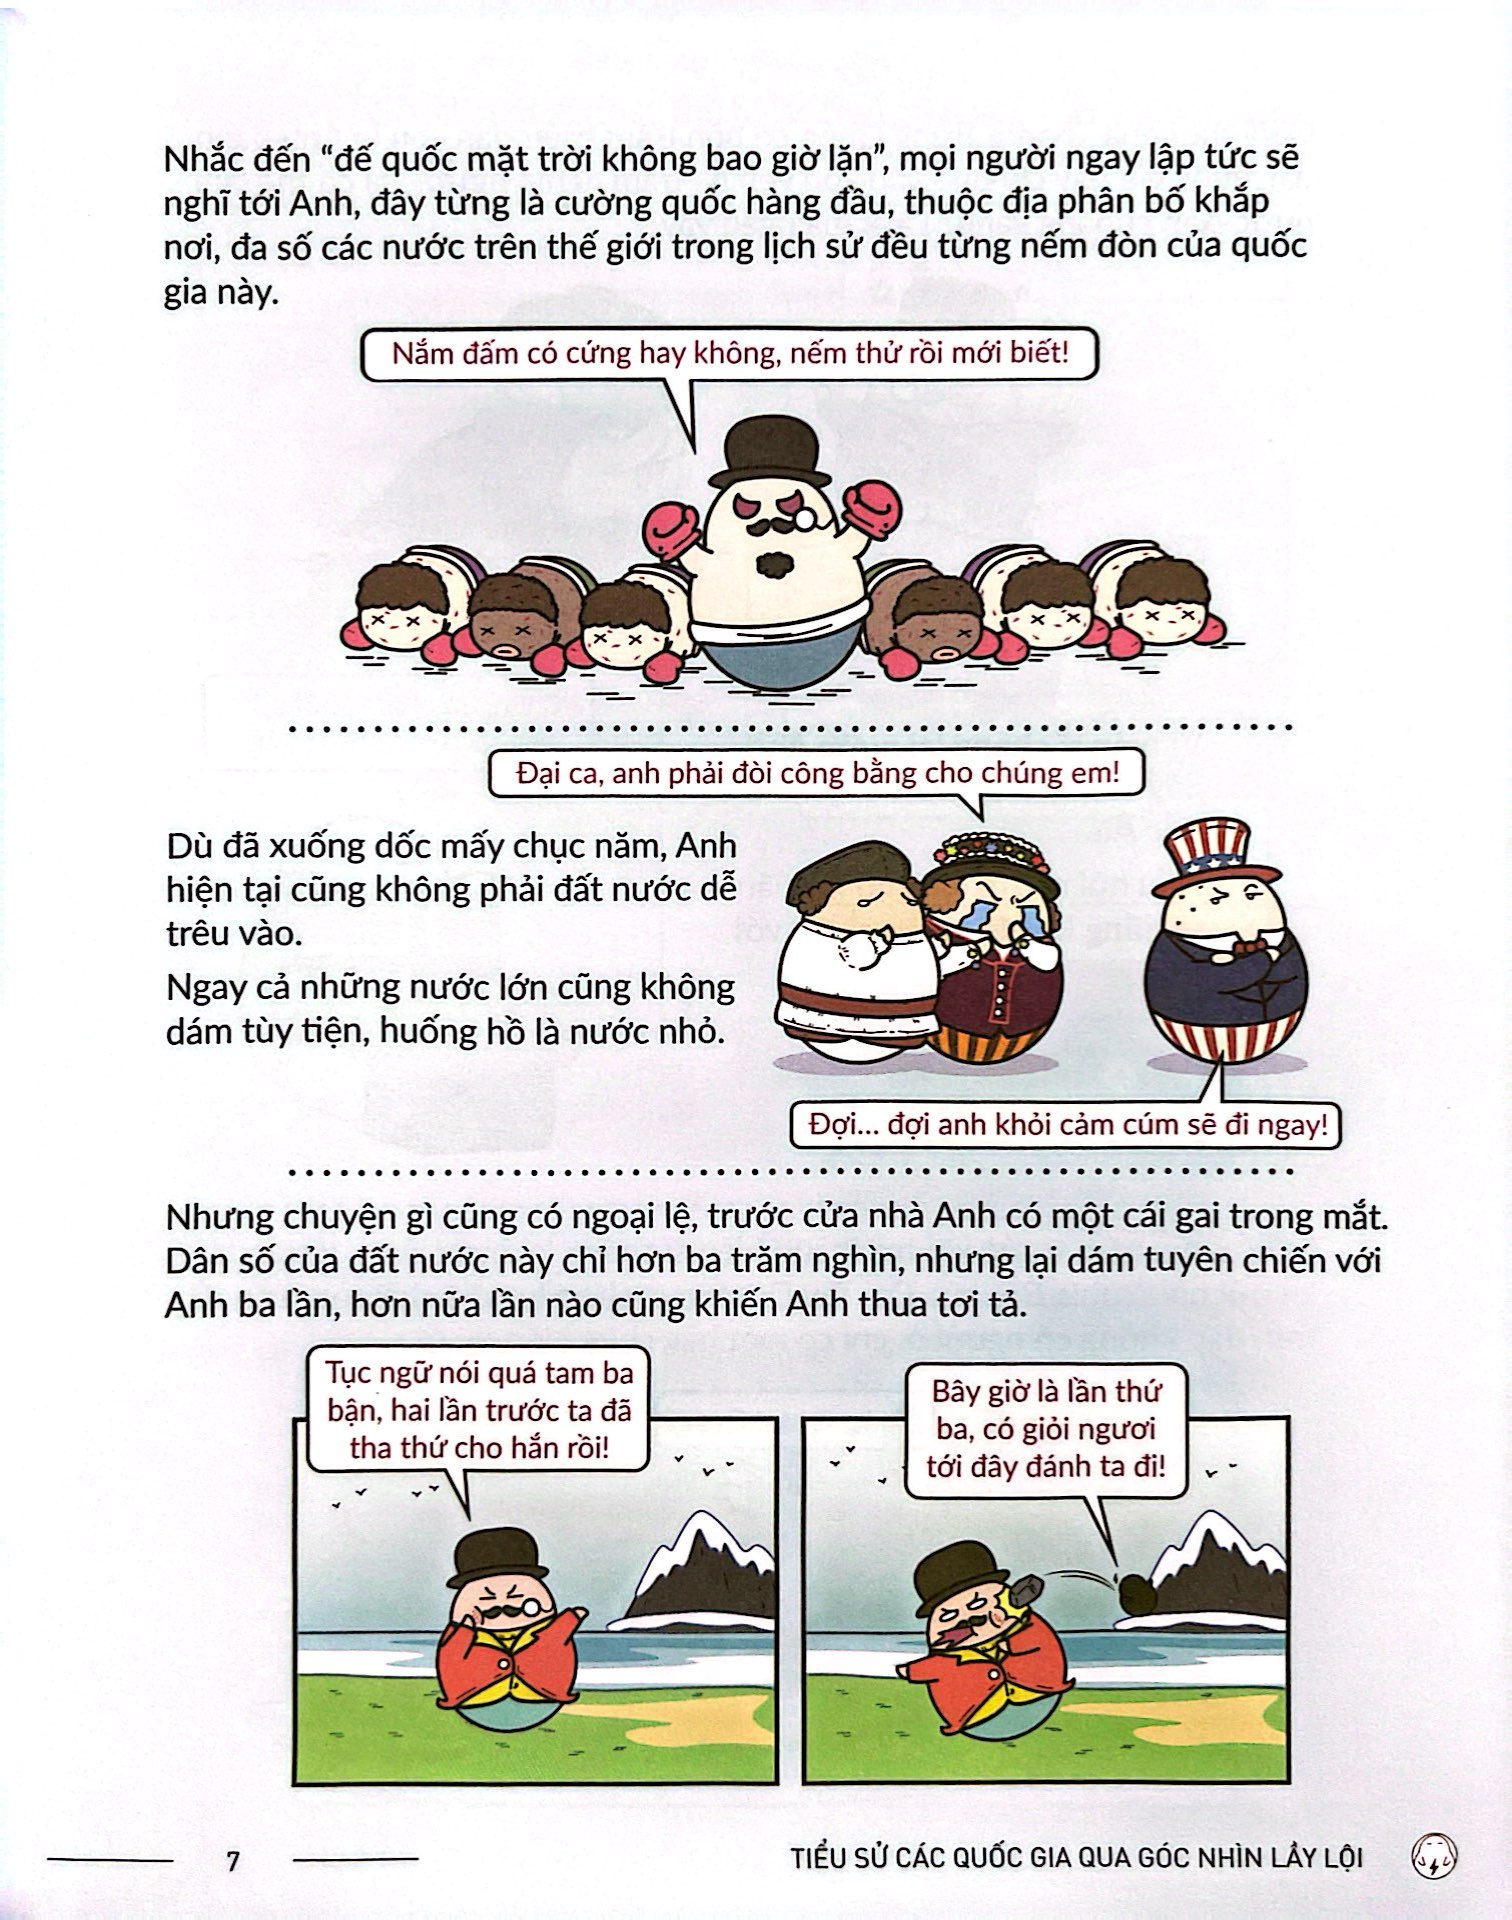 Nhắc đến “đế quốc mặt trời không bao giờ lặn”, mọi người ngay lập tức sẽ
nghĩ tới Anh, đây từng là cường quốc hàng đầu, thuộc địa phân bố khắp
nơi, đa số các nước trên thế giới trong lịch sử đều từng nếm đòn của quốc
gia này.
Nắm đấm có cứng hay không, nếm thử rồi mới biết!
Đại ca, anh phải đòi công bằng cho chúng em!
Dù đã xuống dốc mấy chục năm, Anh
hiện tại cũng không phải đất nước dễ
trêu vào.
Ngay cả những nước lớn cũng không
dám tùy tiện, huống hồ là nước nhỏ.
Đợi... đợi anh khỏi cảm cúm sẽ đi ngay!
Nhưng chuyện gì cũng có ngoại lệ, trước cửa nhà Anh có một cái gai trong mắt.
Dân số của đất nước này chỉ hơn ba trăm nghìn, nhưng lại dám tuyên chiến với
Anh ba lần, hơn nữa lần nào cũng khiến Anh thua tơi tả.
Tục ngữ nói quá tam ba
bận, hai lần trước ta đã
tha thứ cho hắn rồi!
Bây giờ là lần thứ
ba, có giỏi ngươi
tới đây đánh ta đi!
7
TIỂU SỬ CÁC QUỐC GIA QUA GÓC NHÌN LẦY LỘI